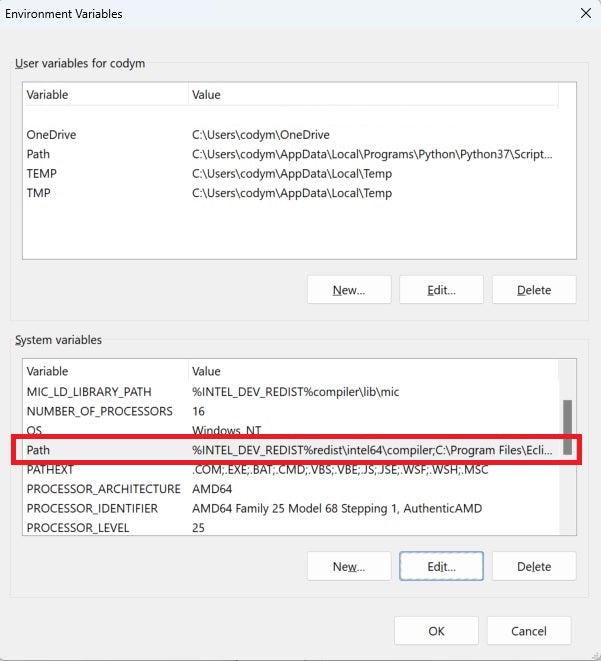 Environment Variables
User variables for codym
Variable Value
OneDrive C:\Users\codym\OneDrive
Path C:\Users\codym\AppData\Local\Programs\Python\Python37\Script...
TEMP C:\Users\codym\AppData\Local\Temp
TMP C:\Users\codym\AppData\Local\Temp
New... Edit... Delete
System variables
Variable Value
MIC_LD_LIBRARY_PATH %INTEL_DEV_REDIST%compiler\lib\mic
NUMBER_OF_PROCESSORS 16
OS Windows_NT
Path %INTEL_DEV_REDIST%redist\intel64\compiler;C:\Program Files\Ecli...
PATHEXT .COM;.EXE;.BAT;.CMD;.VBS;.VBE;.JS;.JSE;.WSF;.WSH;.MSC
PROCESSOR_ARCHITECTURE AMD64
PROCESSOR_IDENTIFIER AMD64 Family 25 Model 68 Stepping 1, AuthenticAMD
PROCESSOR_LEVEL 25
New... Edit... Delete
OK Cancel